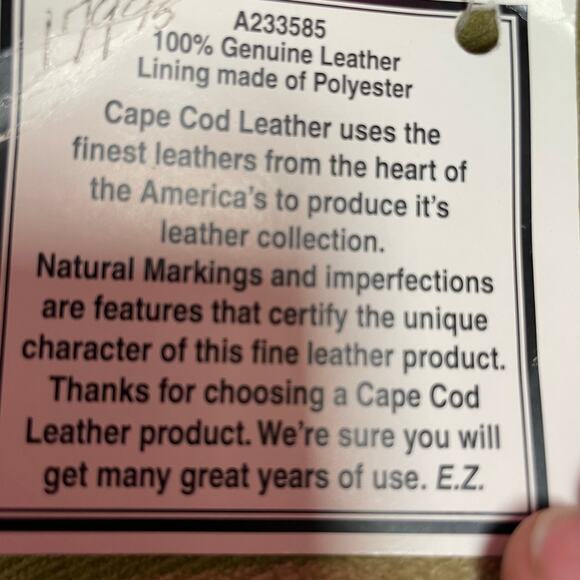 A233585
100% Genuine Leather
Lining made of Polyester
Cape Cod Leather uses the
finest leathers from the heart of
the America's to produce it's
leather collection.
Natural Markings and imperfections
are features that certify the unique
character of this fine leather product.
Thanks for choosing a Cape Cod
Leather product. We're sure you will
get many great years of use. E.Z.